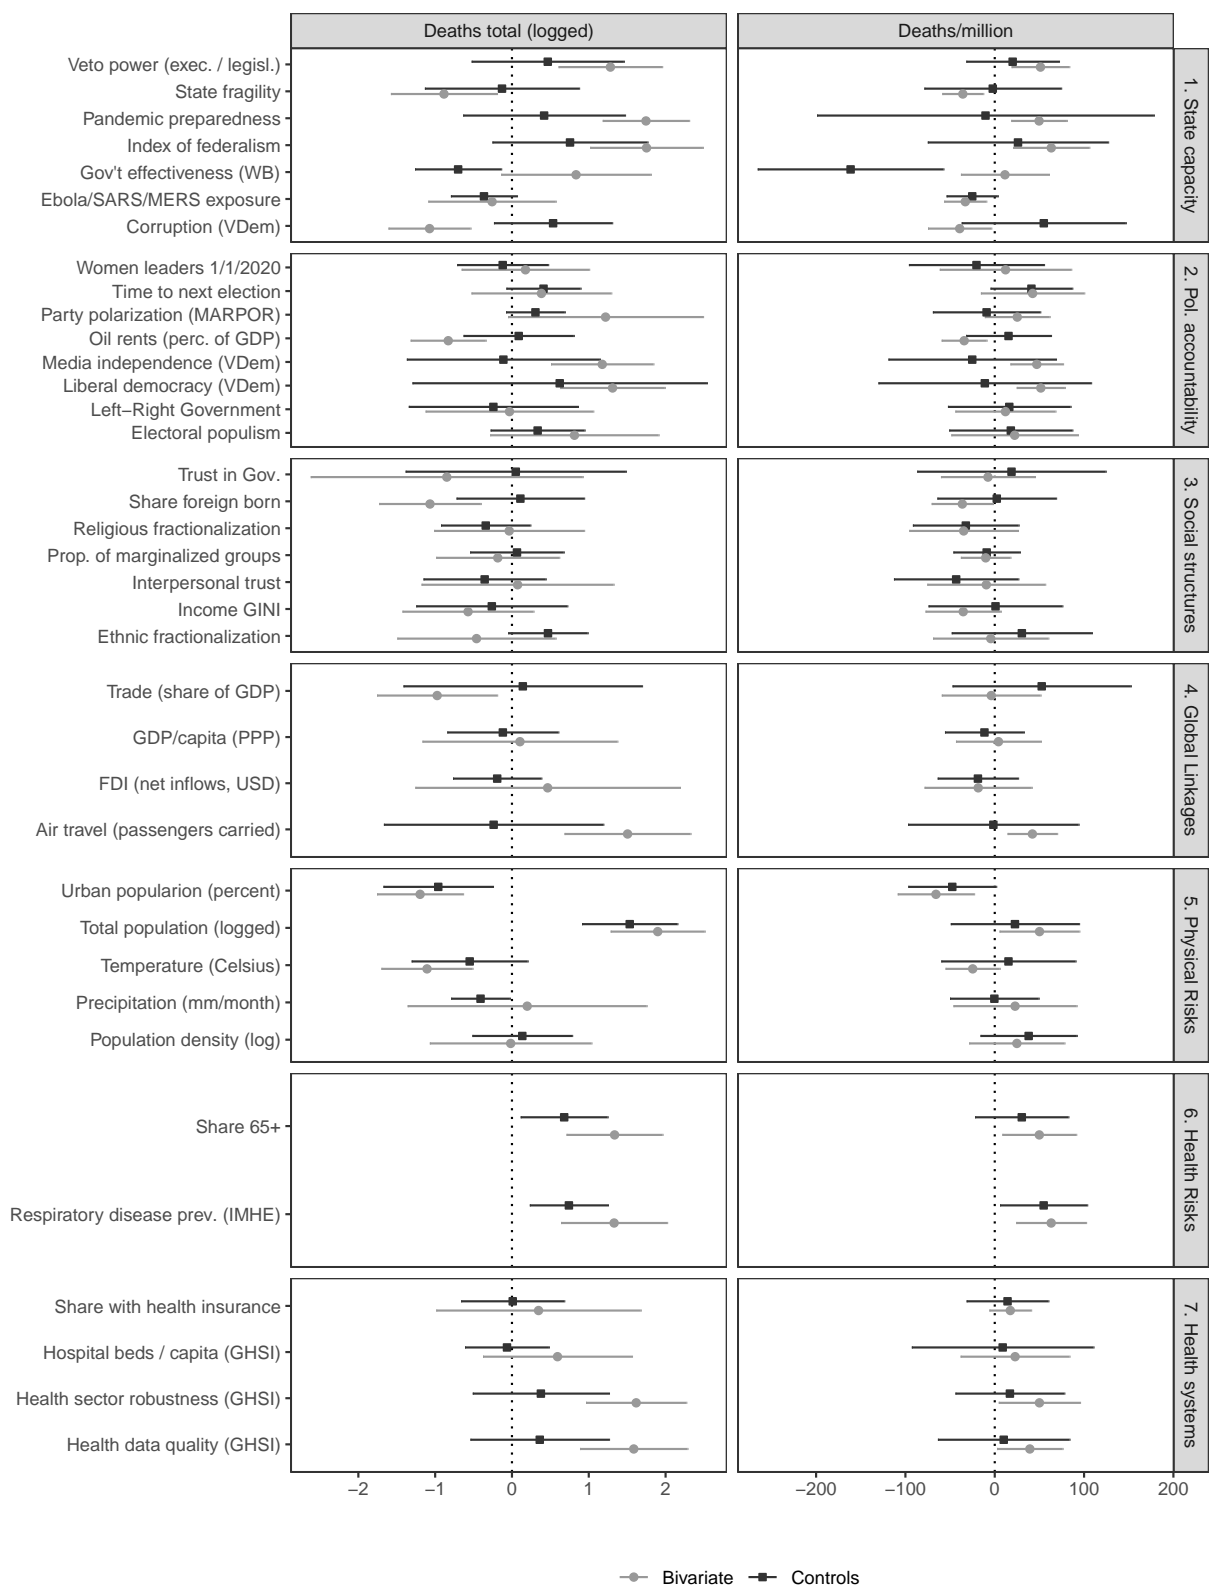 Deaths total (logged)
Deaths/million
Veto power (exec. / legisl.)
State fragility
Pandemic preparedness
Index of federalism
Gov't effectiveness (WB)
Ebola/SARS/MERS exposure
Corruption (VDem)
1. State capacity
Women leaders 1/1/2020
Time to next election
Party polarization (MARPOR)
Oil rents (perc. of GDP)
Media independence (VDem)
Liberal democracy (VDem)
Left−Right Government
Electoral populism
2. Pol. accountability
Trust in Gov.
Share foreign born
Religious fractionalization
Prop. of marginalized groups
Interpersonal trust
Income GINI
Ethnic fractionalization
3. Social structures
Trade (share of GDP)
GDP/capita (PPP)
FDI (net inflows, USD)
Air travel (passengers carried)
4. Global Linkages
Urban popularion (percent)
Total population (logged)
Temperature (Celsius)
Precipitation (mm/month)
Population density (log)
5. Physical Risks
Share 65+
Respiratory disease prev. (IMHE)
6. Health Risks
Share with health insurance
Hospital beds / capita (GHSI)
Health sector robustness (GHSI)
Health data quality (GHSI)
7. Health systems
−2 −1 0 1 2
−200 −100 0 100 200
Bivariate Controls